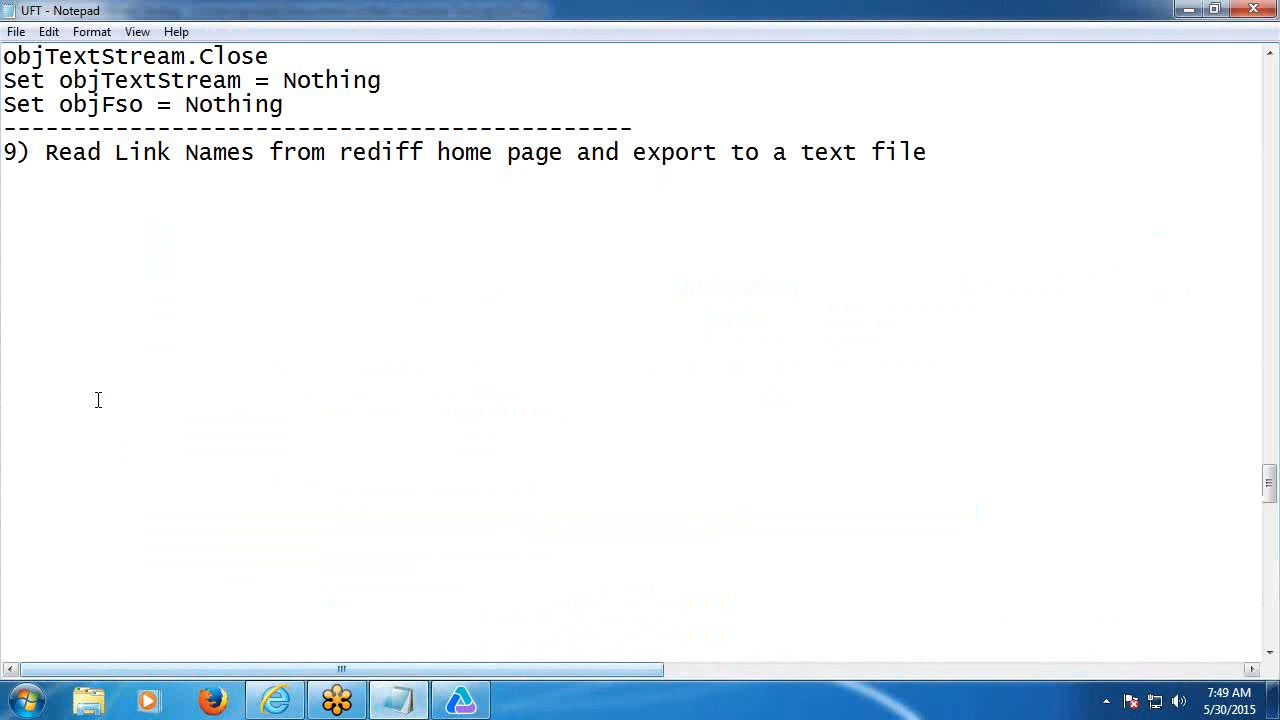 UFT - Notepad
File Edit Format View Help
objTextStream.Close
Set objTextStream = Nothing
Set objFso = Nothing
---------------------------------------------
9) Read Link Names from rediff home page and export to a text file
7:49 AM
5/30/2015